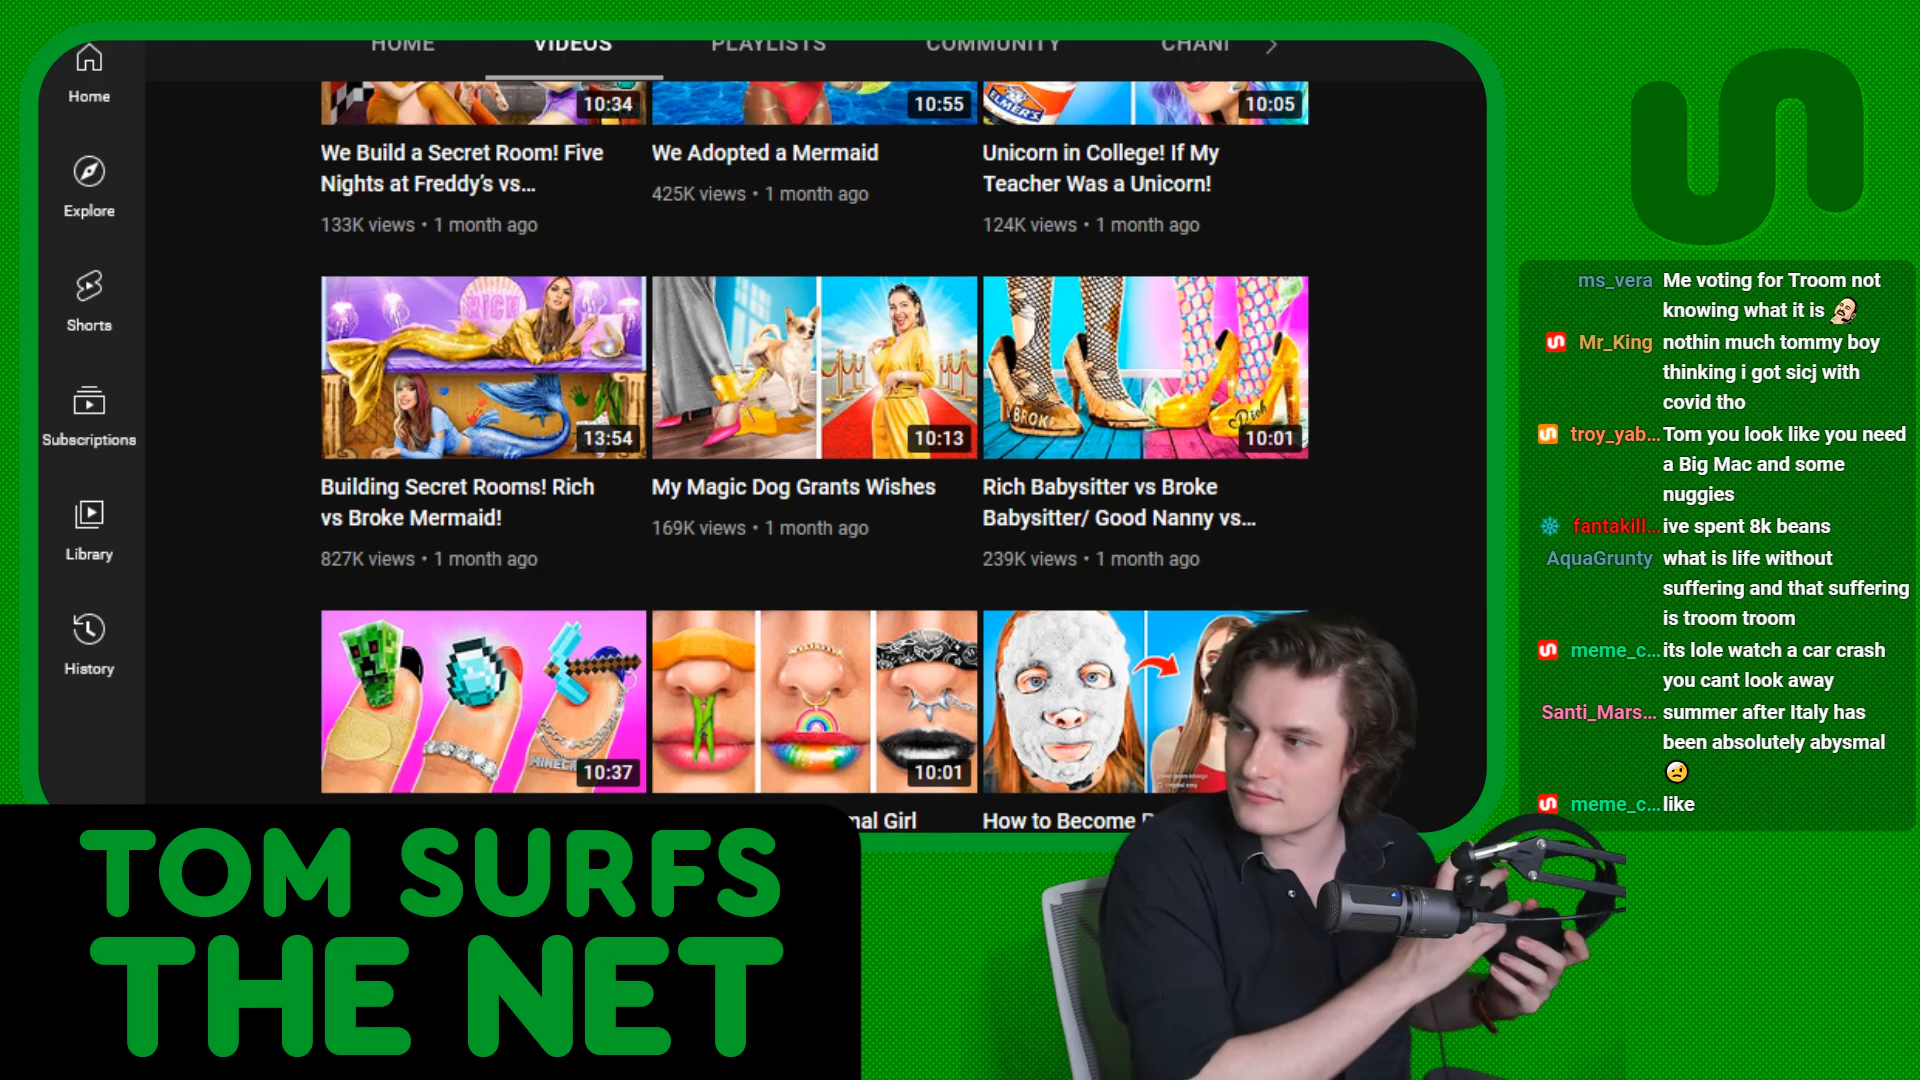 HOME VIDEOS PLAYLISTS COMMUNITY CHANI
Home
Explore
Shorts
Subscriptions
Library
History
10:34
10:55
ELMER'S
10:05
We Build a Secret Room! Five
Nights at Freddy's vs...
133K views • 1 month ago
We Adopted a Mermaid
425K views • 1 month ago
Unicorn in College! If My
Teacher Was a Unicorn!
124K views • 1 month ago
RICH
13:54
10:13
BROKE
Rich
10:01
Building Secret Rooms! Rich
vs Broke Mermaid!
827K views • 1 month ago
My Magic Dog Grants Wishes
169K views • 1 month ago
Rich Babysitter vs Broke
Babysitter/ Good Nanny vs...
239K views • 1 month ago
10:37
10:01
nal Girl
How to Become
TOM SURFS
THE NET
ms_vera Me voting for Troom not
knowing what it is
Mr_King nothin much tommy boy
thinking i got sicj with
covid tho
troy_yab... Tom you look like you need
a Big Mac and some
nuggies
fantakill... ive spent 8k beans
AquaGrunty what is life without
suffering and that suffering
is troom troom
meme_c... its lole watch a car crash
you cant look away
Santi_Mars... summer after Italy has
been absolutely abysmal
meme_c... like